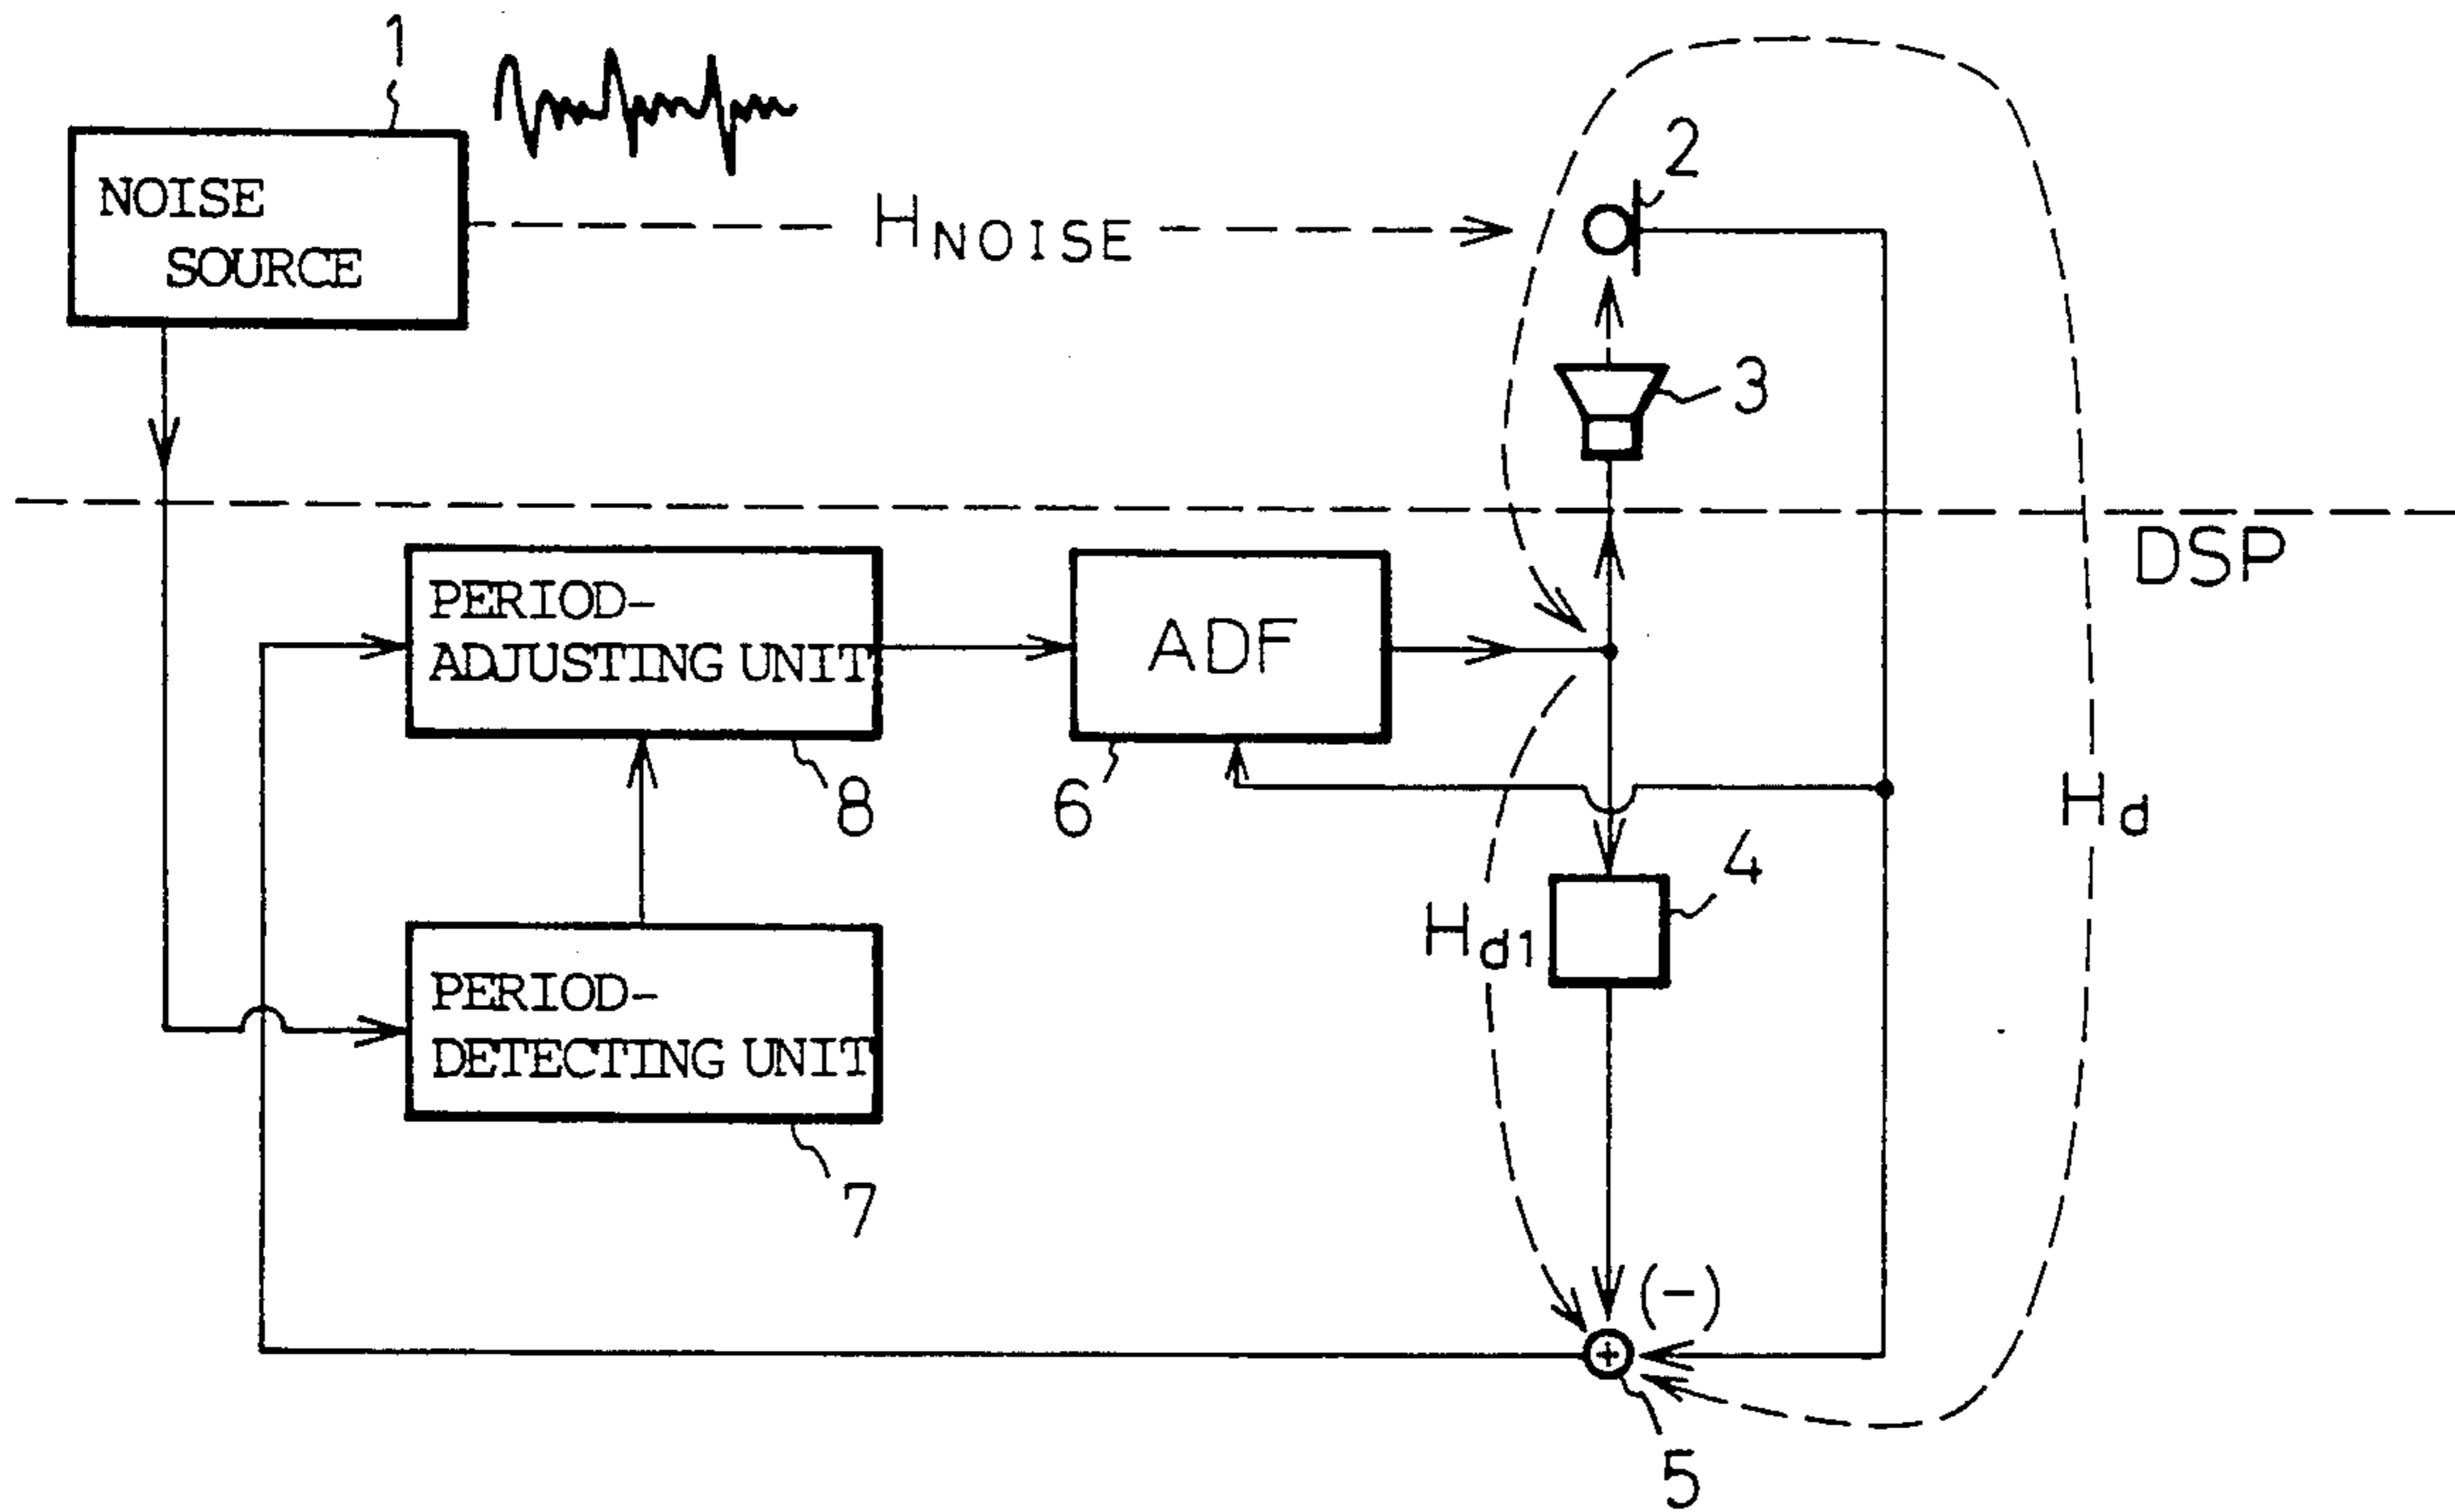 1
NOISE
SOURCE
H NOISE
2
3
DSP
PERIOD-
ADJUSTING UNIT
ADF
8
6
Hd
4
Hd1
PERIOD-
DETECTING UNIT
7
(-)
+
5